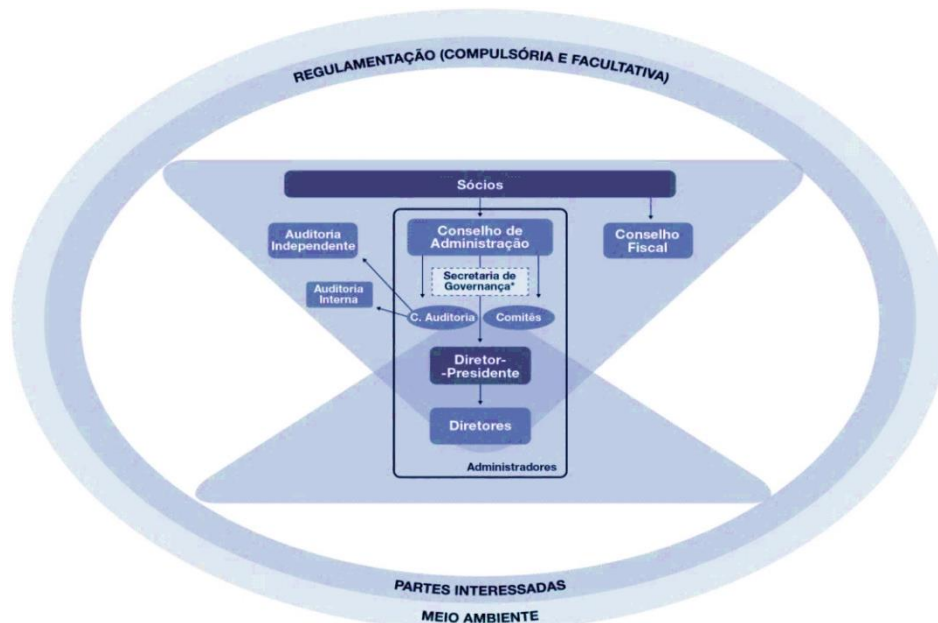 REGULAMENTAÇÃO (COMPULSÓRIA E FACULTATIVA)
Sócios
Auditoria
Independente
Conselho de
Administração
Conselho
Fiscal
Secretaria de
Governança*
Auditoria
Interna
C. Auditoria
Comitês
Diretor-
-Presidente
Diretores
Administradores
PARTES INTERESSADAS
MEIO AMBIENTE